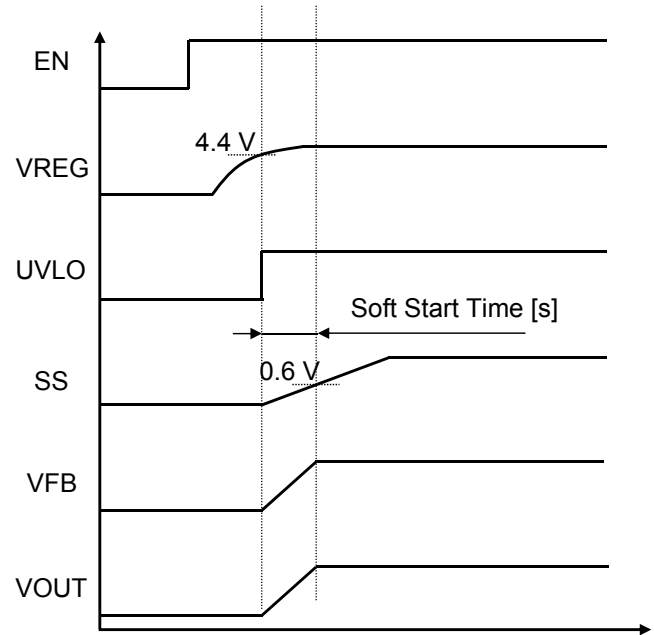 EN
4.4 V
VREG
UVLO
Soft Start Time [s]
0.6 V
SS
VFB
VOUT